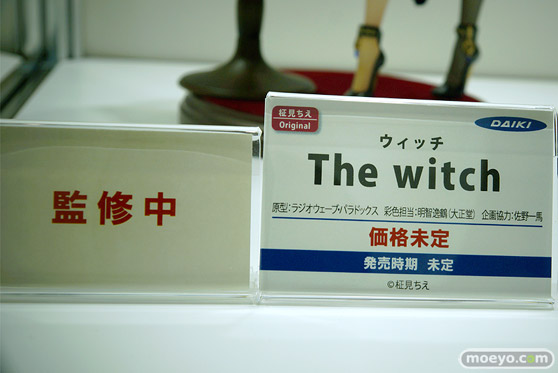 監修中
柾見ちえ
Original
DAIKI
ウィッチ
The witch
原型：ラジオウェーブ・パラドックス 彩色担当：明智逸鶴（大正堂） 企画協力：佐野一馬
価格未定
発売時期 未定
©柾見ちえ
moeyo.com